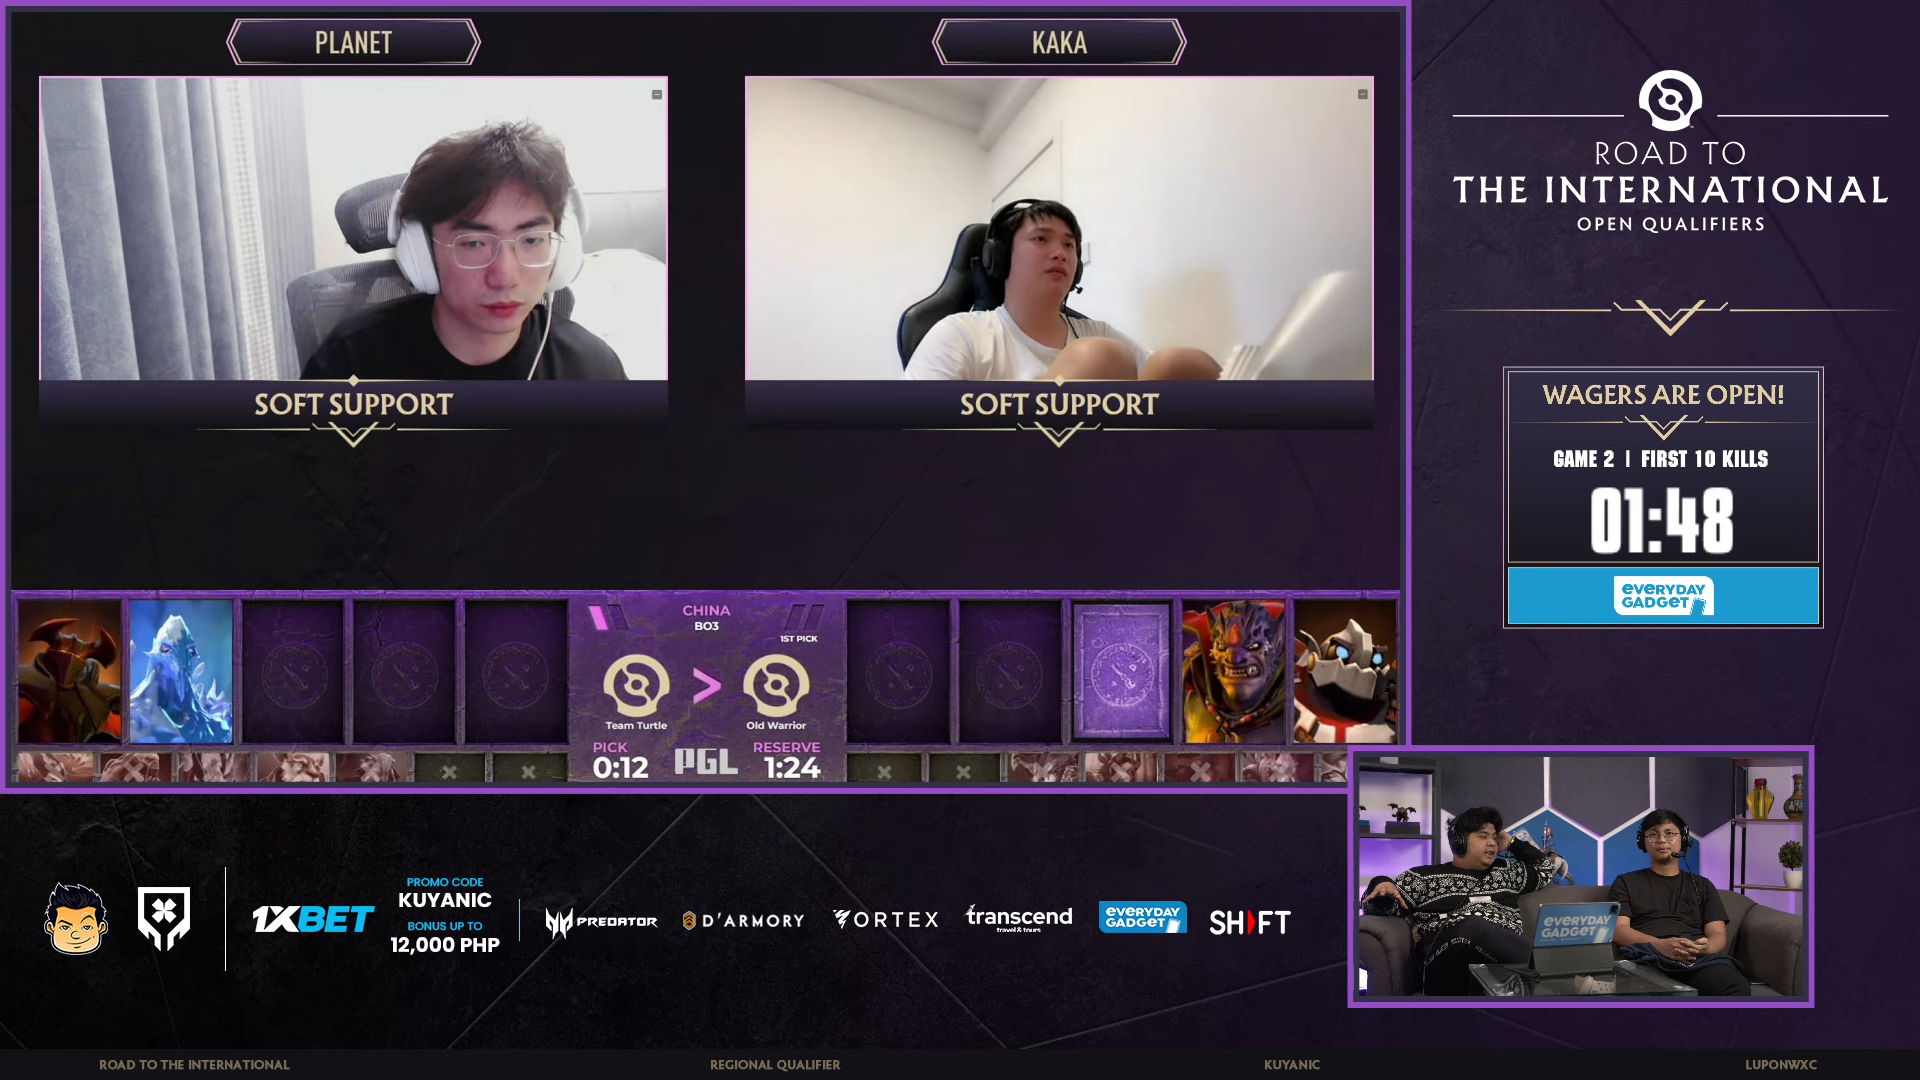 PLANET
KAKA
SOFT SUPPORT
SOFT SUPPORT
ROAD TO
THE INTERNATIONAL
OPEN QUALIFIERS
WAGERS ARE OPEN!
GAME 2 | FIRST 10 KILLS
01:48
EVERYDAY
GADGET
CHINA
BO3
1ST PICK
Team Turtle
Old Warrior
PICK
0:12
PGL
RESERVE
1:24
1XBET
PROMO CODE
KUYANIC
BONUS UP TO
12,000 PHP
PREDATOR
D'ARMORY
VORTEX
transcend
travel & tours
EVERYDAY
GADGET
SHIFT
EVERYDAY
GADGET
ROAD TO THE INTERNATIONAL
REGIONAL QUALIFIER
KUYANIC
LUPONWXC